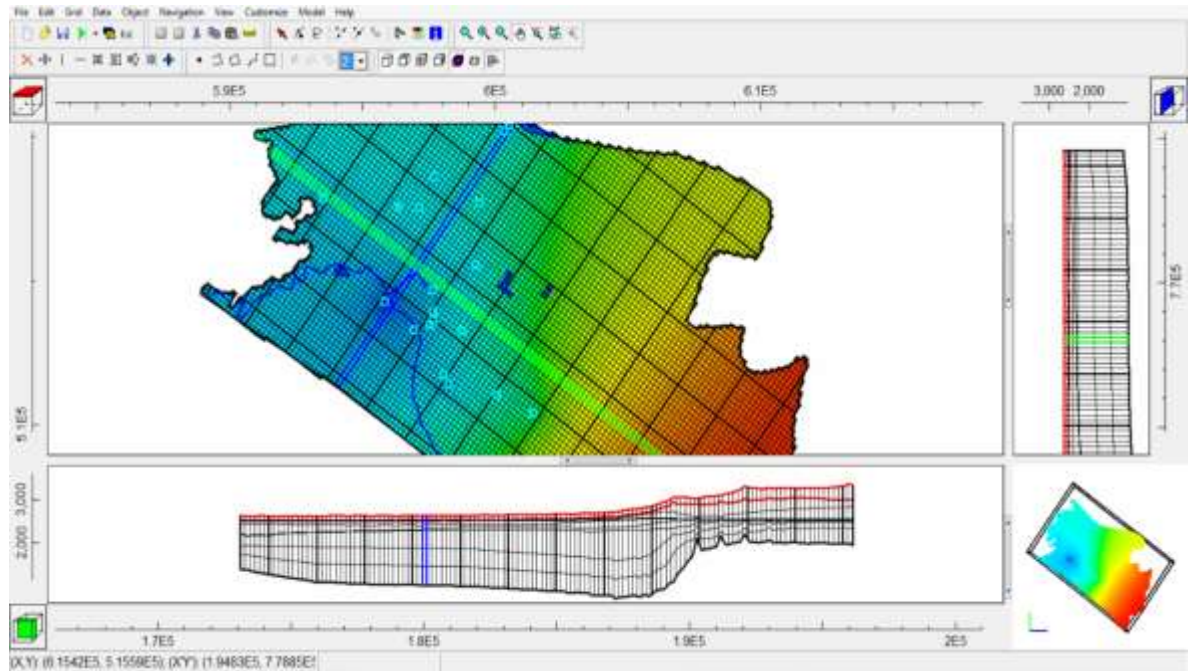 File Edit Grid Data Object Navigation View Customize Model Help
5.9E5 6E5 6.1E5 3,000 2,000
7.7E5
5.1E5
3,000
2,000
1.7E5 1.8E5 1.9E5 2E5
(X,Y): (6.1542E5, 5.1559E5); (X'Y'): (1.9483E5, 7.7885E5